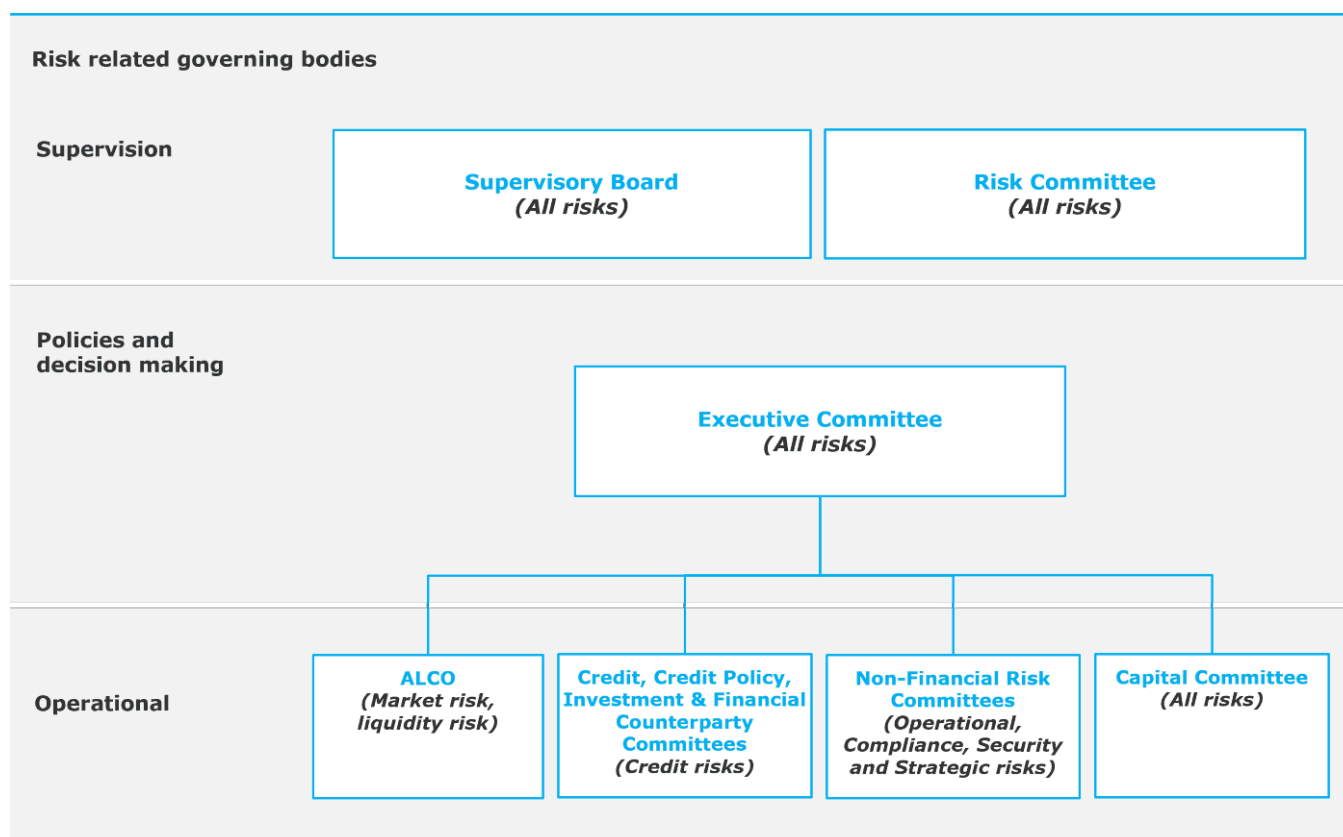 Risk related governing bodies
Supervision
Supervisory Board
(All risks)
Risk Committee
(All risks)
Policies and
decision making
Executive Committee
(All risks)
Operational
ALCO
(Market risk,
liquidity risk)
Credit, Credit Policy,
Investment & Financial
Counterparty
Committees
(Credit risks)
Non-Financial Risk
Committees
(Operational,
Compliance, Security
and Strategic risks)
Capital Committee
(All risks)